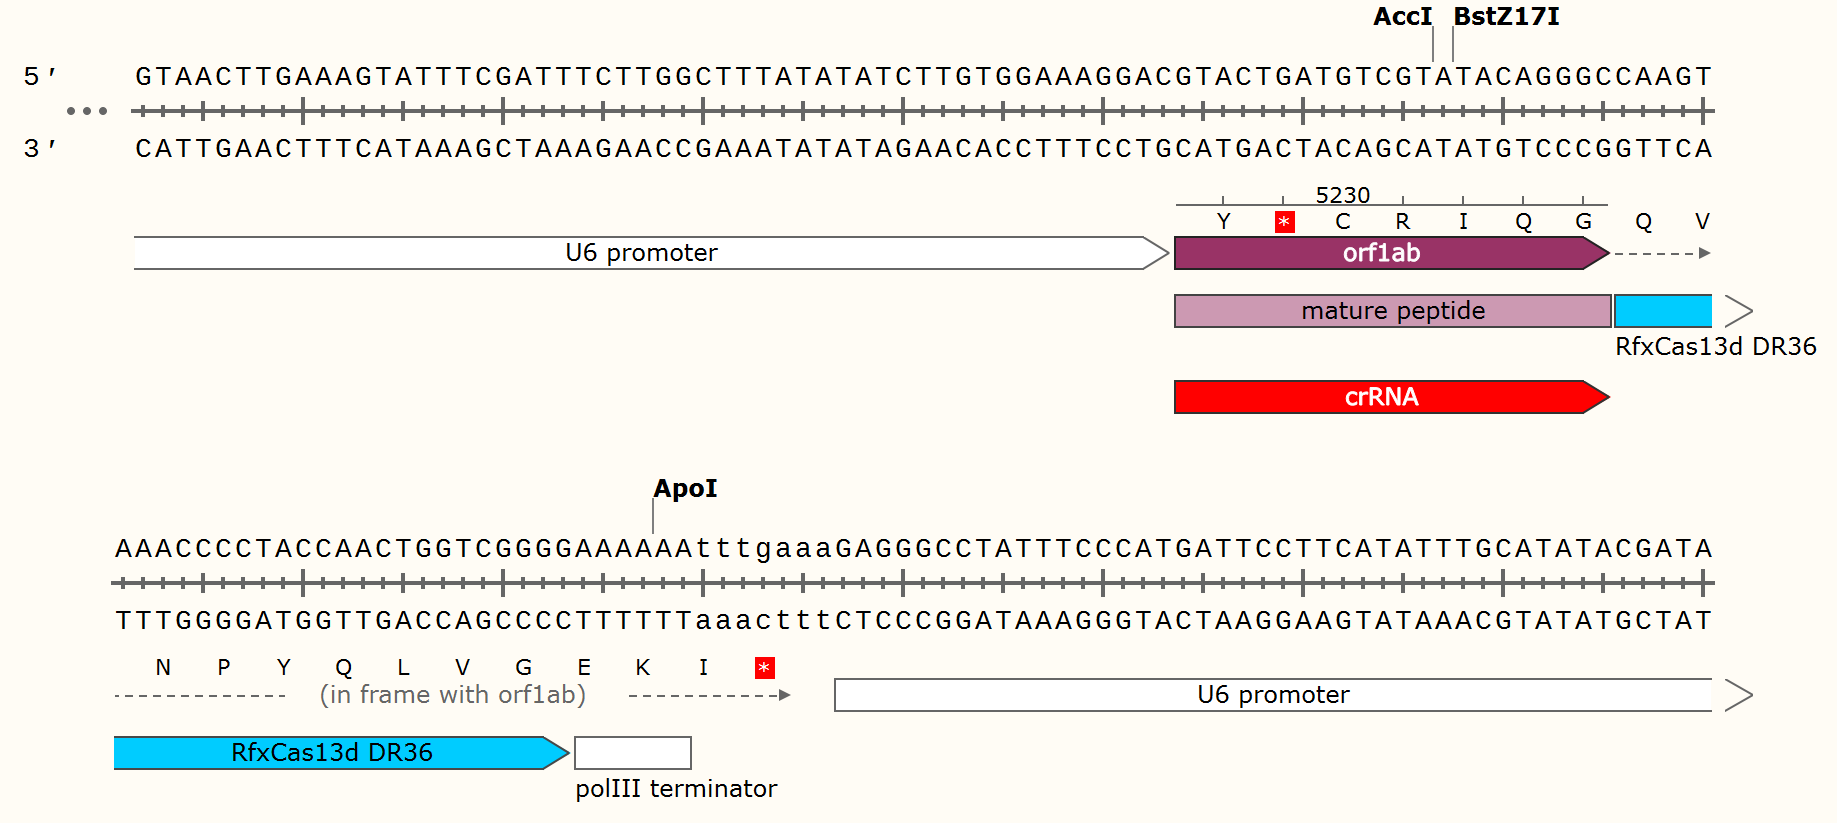 AccI BstZ17I
5' GTAACTTGAAAGTATTTCGATTTCTTGGCTTTATATATCTTGTGGAAAGGACGTACTGATGTCGTATACAGGGCCAAGT
3' CATTGAACTTTCATAAAGCTAAAGAACCGAAATATATAGAACACCTTTCCTGCATGACTACAGCATATGTCCCGGTTCA
5230
Y * C R I Q G Q V
U6 promoter orf1ab
mature peptide
RfxCas13d DR36
crRNA
ApoI
AAACCCCTACCAACTGGTCGGGGAAAAAAtttgaaaGAGGGCCTATTTCCCATGATTCCTTCATATTTGCATATACGATA
TTTGGGGATGGTTGACCAGCCCCTTTTTTaaactttCTCCCGGATAAAGGGTACTAAGGAAGTATAAACGTATATGCTAT
N P Y Q L V G E K I *
(in frame with orf1ab) U6 promoter
RfxCas13d DR36
polIII terminator